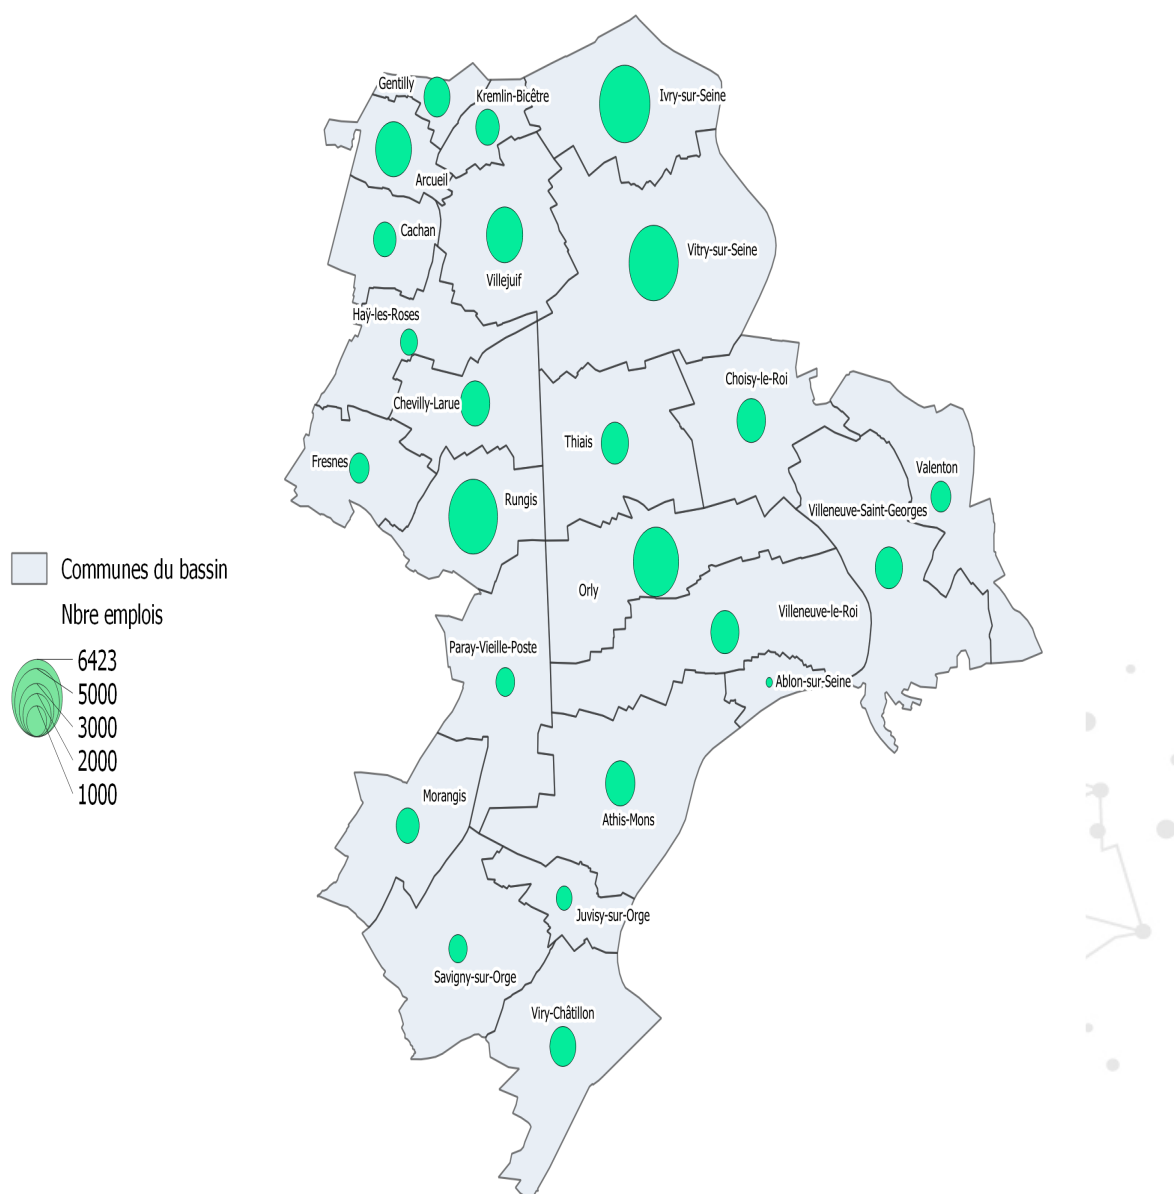 Gentilly
Kremlin-Bicêtre
Ivry-sur-Seine
Arcueil
Cachan
Villejuif
Vitry-sur-Seine
Haÿ-les-Roses
Chevilly-Larue
Choisy-le-Roi
Thiais
Fresnes
Rungis
Valenton
Villeneuve-Saint-Georges
Orly
Villeneuve-le-Roi
Paray-Vieille-Poste
Ablon-sur-Seine
Morangis
Athis-Mons
Juvisy-sur-Orge
Savigny-sur-Orge
Viry-Châtillon
Communes du bassin
Nbre emplois
6423
5000
3000
2000
1000